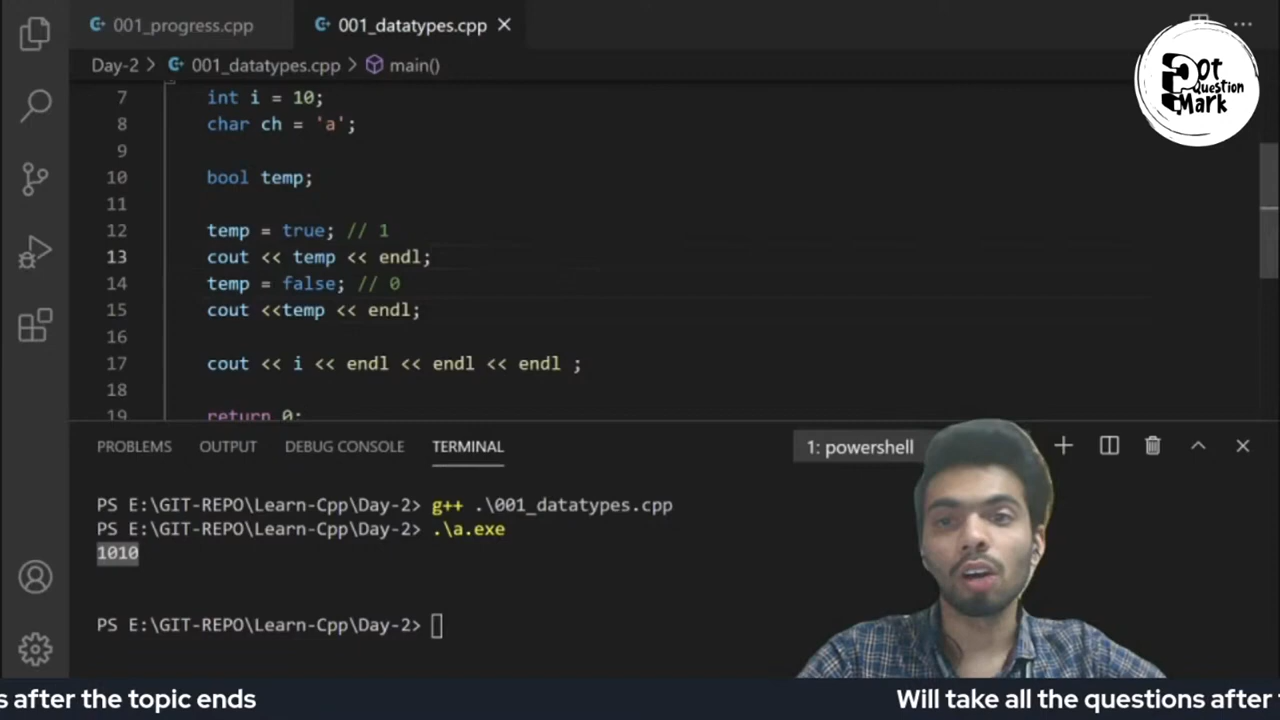 001_progress.cpp 001_datatypes.cpp
Dot Question Mark
Day-2 > 001_datatypes.cpp > main()
7 int i = 10;
8 char ch = 'a';
9
10 bool temp;
11
12 temp = true; // 1
13 cout << temp << endl;
14 temp = false; // 0
15 cout <<temp << endl;
16
17 cout << i << endl << endl << endl ;
18
19 return 0;
PROBLEMS OUTPUT DEBUG CONSOLE TERMINAL 1: powershell
PS E:\GIT-REPO\Learn-Cpp\Day-2> g++ .\001_datatypes.cpp
PS E:\GIT-REPO\Learn-Cpp\Day-2> .\a.exe
1010
PS E:\GIT-REPO\Learn-Cpp\Day-2>
s after the topic ends Will take all the questions after